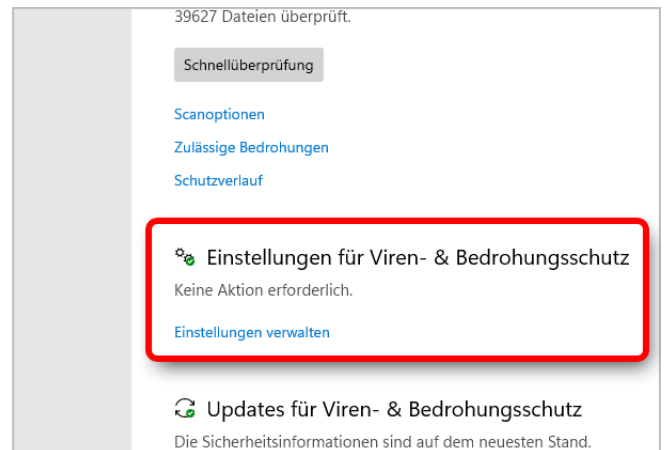 39627 Dateien überprüft.
Schnellüberprüfung
Scanoptionen
Zulässige Bedrohungen
Schutzverlauf
Einstellungen für Viren- & Bedrohungsschutz
Keine Aktion erforderlich.
Einstellungen verwalten
Updates für Viren- & Bedrohungsschutz
Die Sicherheitsinformationen sind auf dem neuesten Stand.